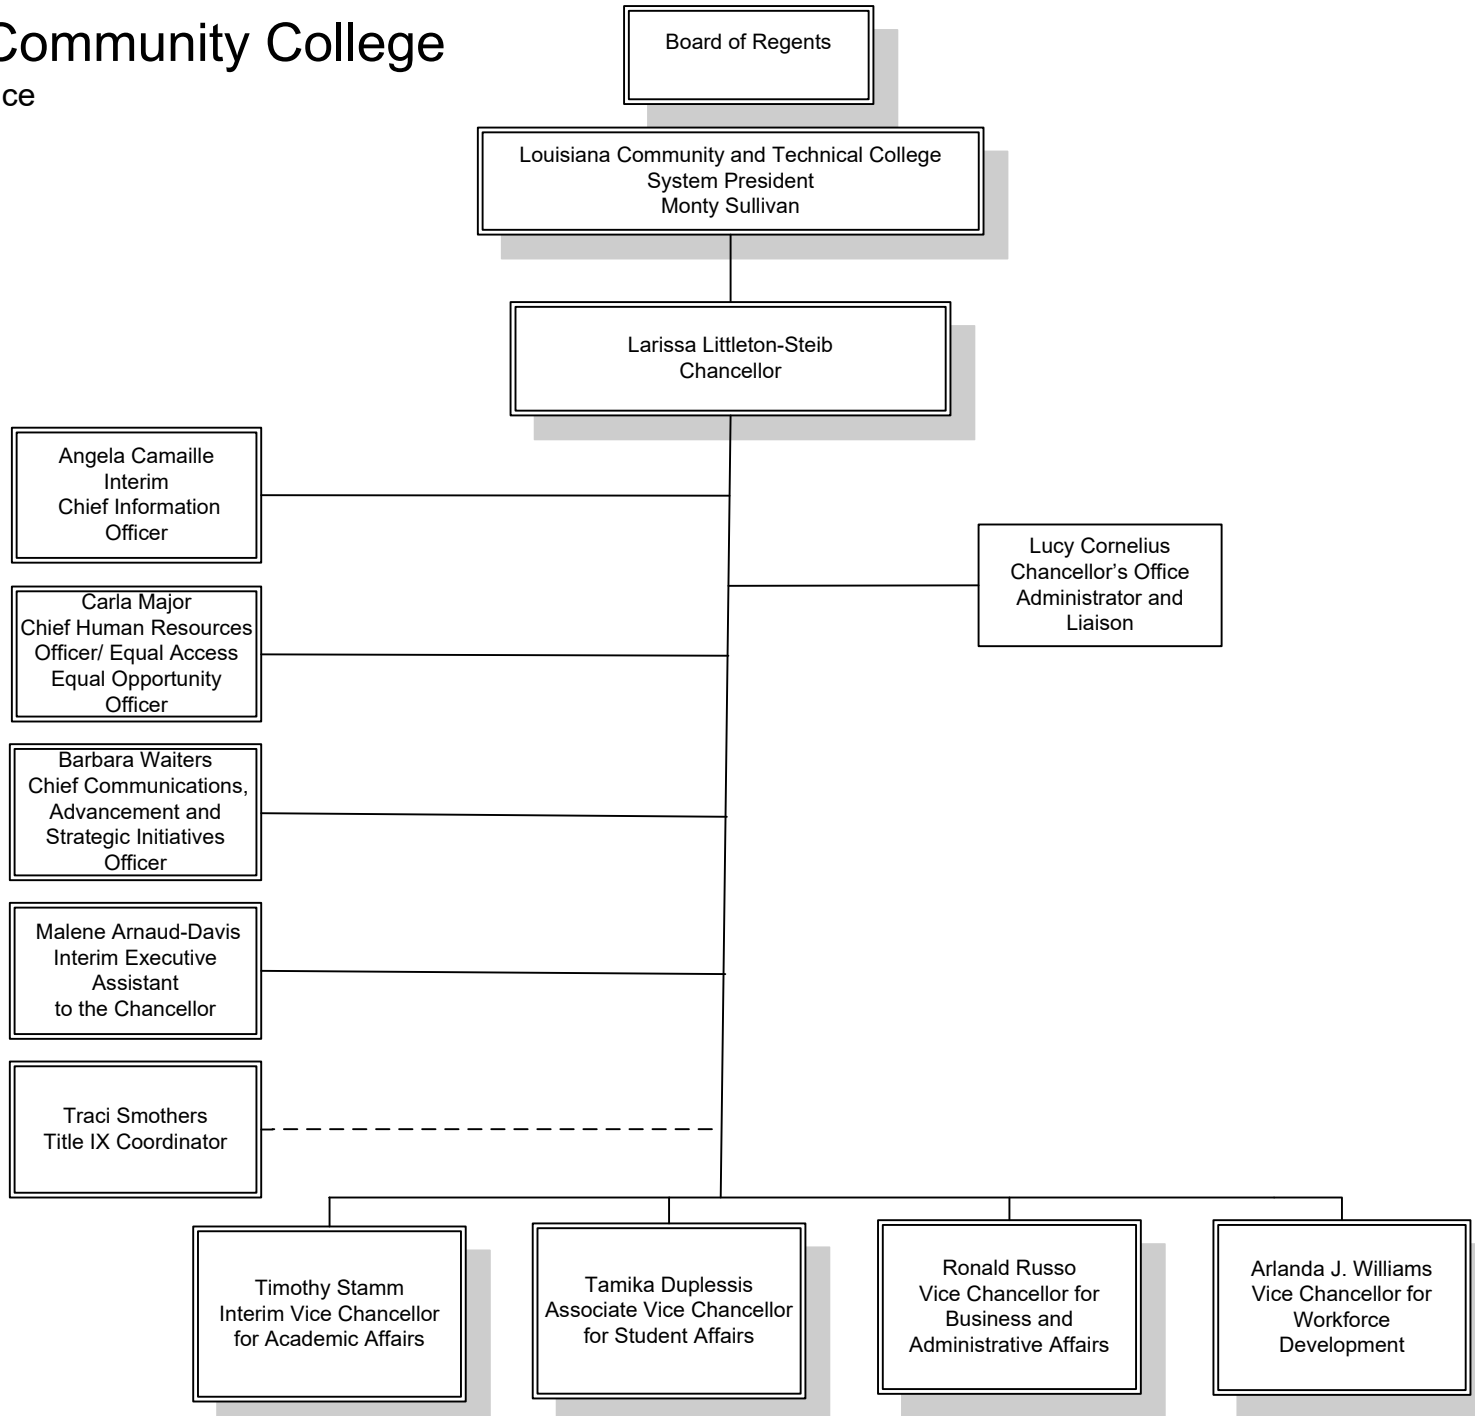 Community College
ce
Board of Regents
Louisiana Community and Technical College
System President
Monty Sullivan
Larissa Littleton-Steib
Chancellor
Angela Camaille
Interim
Chief Information
Officer
Lucy Cornelius
Chancellor’s Office
Administrator and
Liaison
Carla Major
Chief Human Resources
Officer/ Equal Access
Equal Opportunity
Officer
Barbara Waiters
Chief Communications,
Advancement and
Strategic Initiatives
Officer
Malene Arnaud-Davis
Interim Executive
Assistant
to the Chancellor
Traci Smothers
Title IX Coordinator
Timothy Stamm
Interim Vice Chancellor
for Academic Affairs
Tamika Duplessis
Associate Vice Chancellor
for Student Affairs
Ronald Russo
Vice Chancellor for
Business and
Administrative Affairs
Arlanda J. Williams
Vice Chancellor for
Workforce
Development